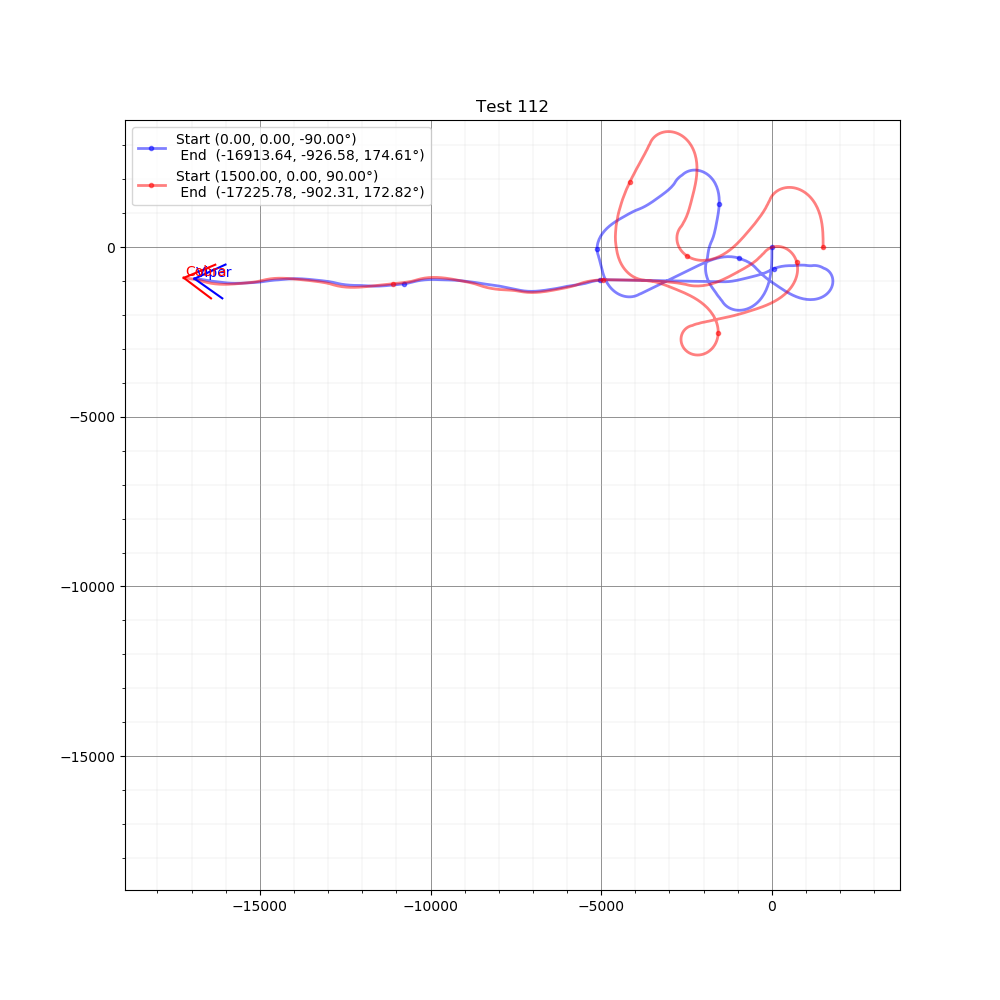 Test 112
Start (0.00, 0.00, -90.00°)
End (-16913.64, -926.58, 174.61°)
Start (1500.00, 0.00, 90.00°)
End (-17225.78, -902.31, 172.82°)
0
−5000
−10000
−15000
−15000
−10000
−5000
0